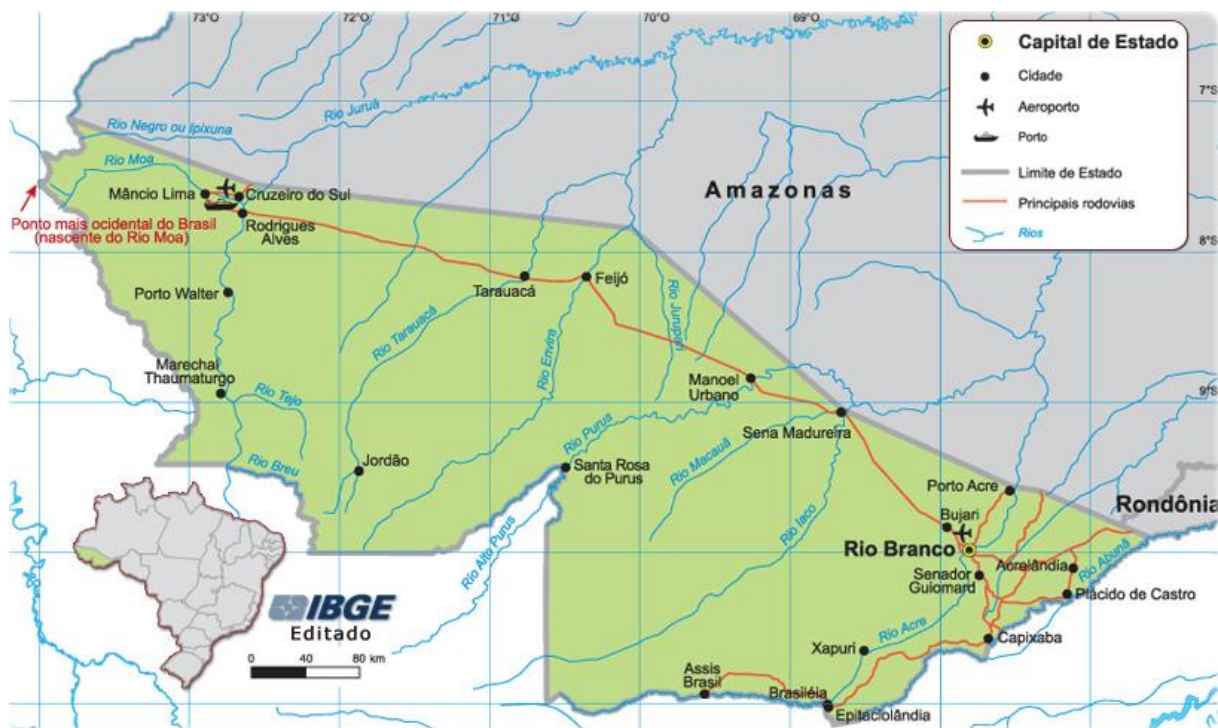 73°O
72°O
71°O
70°O
69°O
Capital de Estado
Cidade
Aeroporto
Porto
Limite de Estado
Principais rodovias
Rios
7°S
8°S
9°S
Rio Juruá
Rio Negro ou Ipixuna
Rio Moa
Mâncio Lima
Cruzeiro do Sul
Rodrigues
Alves
Ponto mais ocidental do Brasil
(nascente do Rio Moa)
Amazonas
Porto Walter
Tarauacá
Feijó
Rio Tarauacá
Rio Envira
Rio Jurupari
Marechal
Thaumaturgo
Rio Tejo
Manoel
Urbano
Sena Madureira
Rio Breu
Jordão
Rio Purus
Santa Rosa
do Purus
Rio Macauã
Rio Iaco
Porto Acre
Rondônia
Bujari
Rio Alto Purus
Rio Branco
Acrelândia
Rio Abunã
Senador
Guiomard
Plácido de Castro
IBGE
Editado
0 40 80 km
Rio Acre
Capixaba
Xapuri
Assis
Brasil
Brasiléia
Epitaciolândia